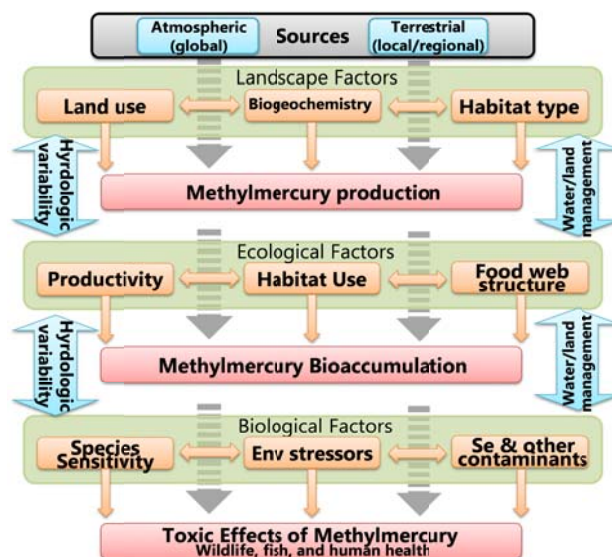 Atmospheric
(global)
Sources
Terrestrial
(local/regional)
Landscape Factors
Land use
Biogeochemistry
Habitat type
Hyrdologic
variability
Water/land
management
Methylmercury production
Ecological Factors
Productivity
Habitat Use
Food web
structure
Hyrdologic
variability
Water/land
management
Methylmercury Bioaccumulation
Biological Factors
Species
Sensitivity
Env stressors
Se & other
contaminants
Toxic Effects of Methylmercury
Wildlife, fish, and human health